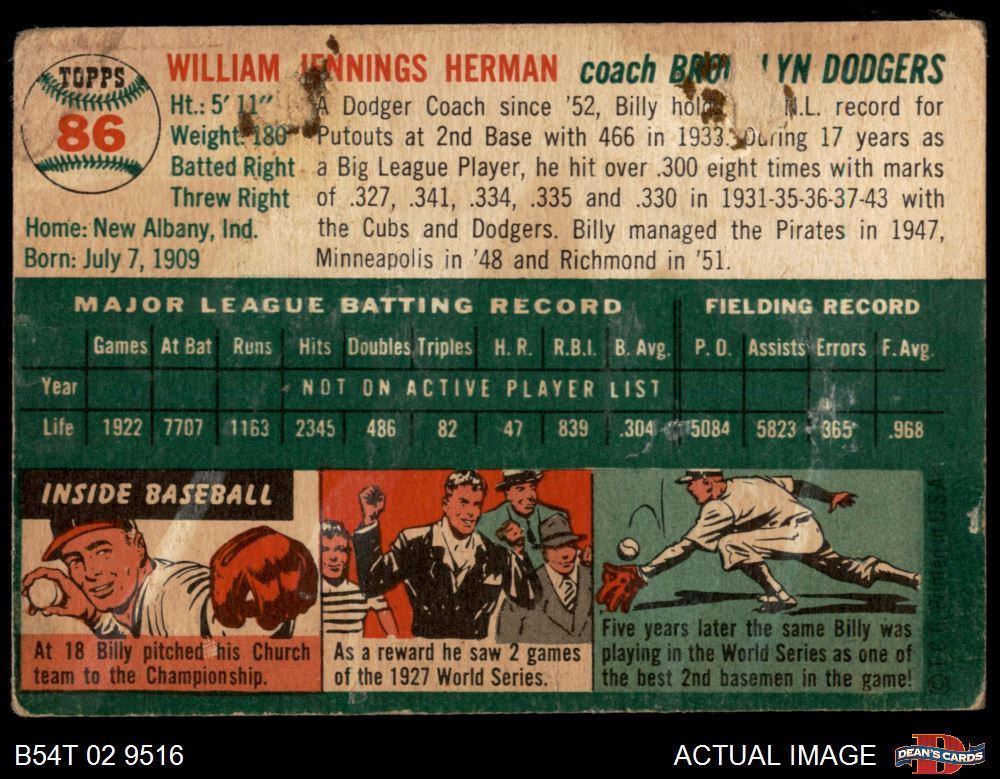 TOPPS
86
WILLIAM JENNINGS HERMAN coach BROOKLYN DODGERS
Ht.: 5' 11"
Weight: 180
Batted Right
Threw Right
Home: New Albany, Ind.
Born: July 7, 1909
A Dodger Coach since '52, Billy holds N.L. record for
Putouts at 2nd Base with 466 in 1933. During 17 years as
a Big League Player, he hit over .300 eight times with marks
of .327, .341, .334, .335 and .330 in 1931-35-36-37-43 with
the Cubs and Dodgers. Billy managed the Pirates in 1947,
Minneapolis in '48 and Richmond in '51.
MAJOR LEAGUE BATTING RECORD FIELDING RECORD
Games At Bat Runs Hits Doubles Triples H. R. R.B.I. B. Avg. P. O. Assists Errors F. Avg.
Year NOT ON ACTIVE PLAYER LIST
Life 1922 7707 1163 2345 486 82 47 839 .304 5084 5823 365 .968
INSIDE BASEBALL
At 18 Billy pitched his Church
team to the Championship.
As a reward he saw 2 games
of the 1927 World Series.
Five years later the same Billy was
playing in the World Series as one of
the best 2nd basemen in the game!
B54T 02 9516
ACTUAL IMAGE
DEAN'S CARDS